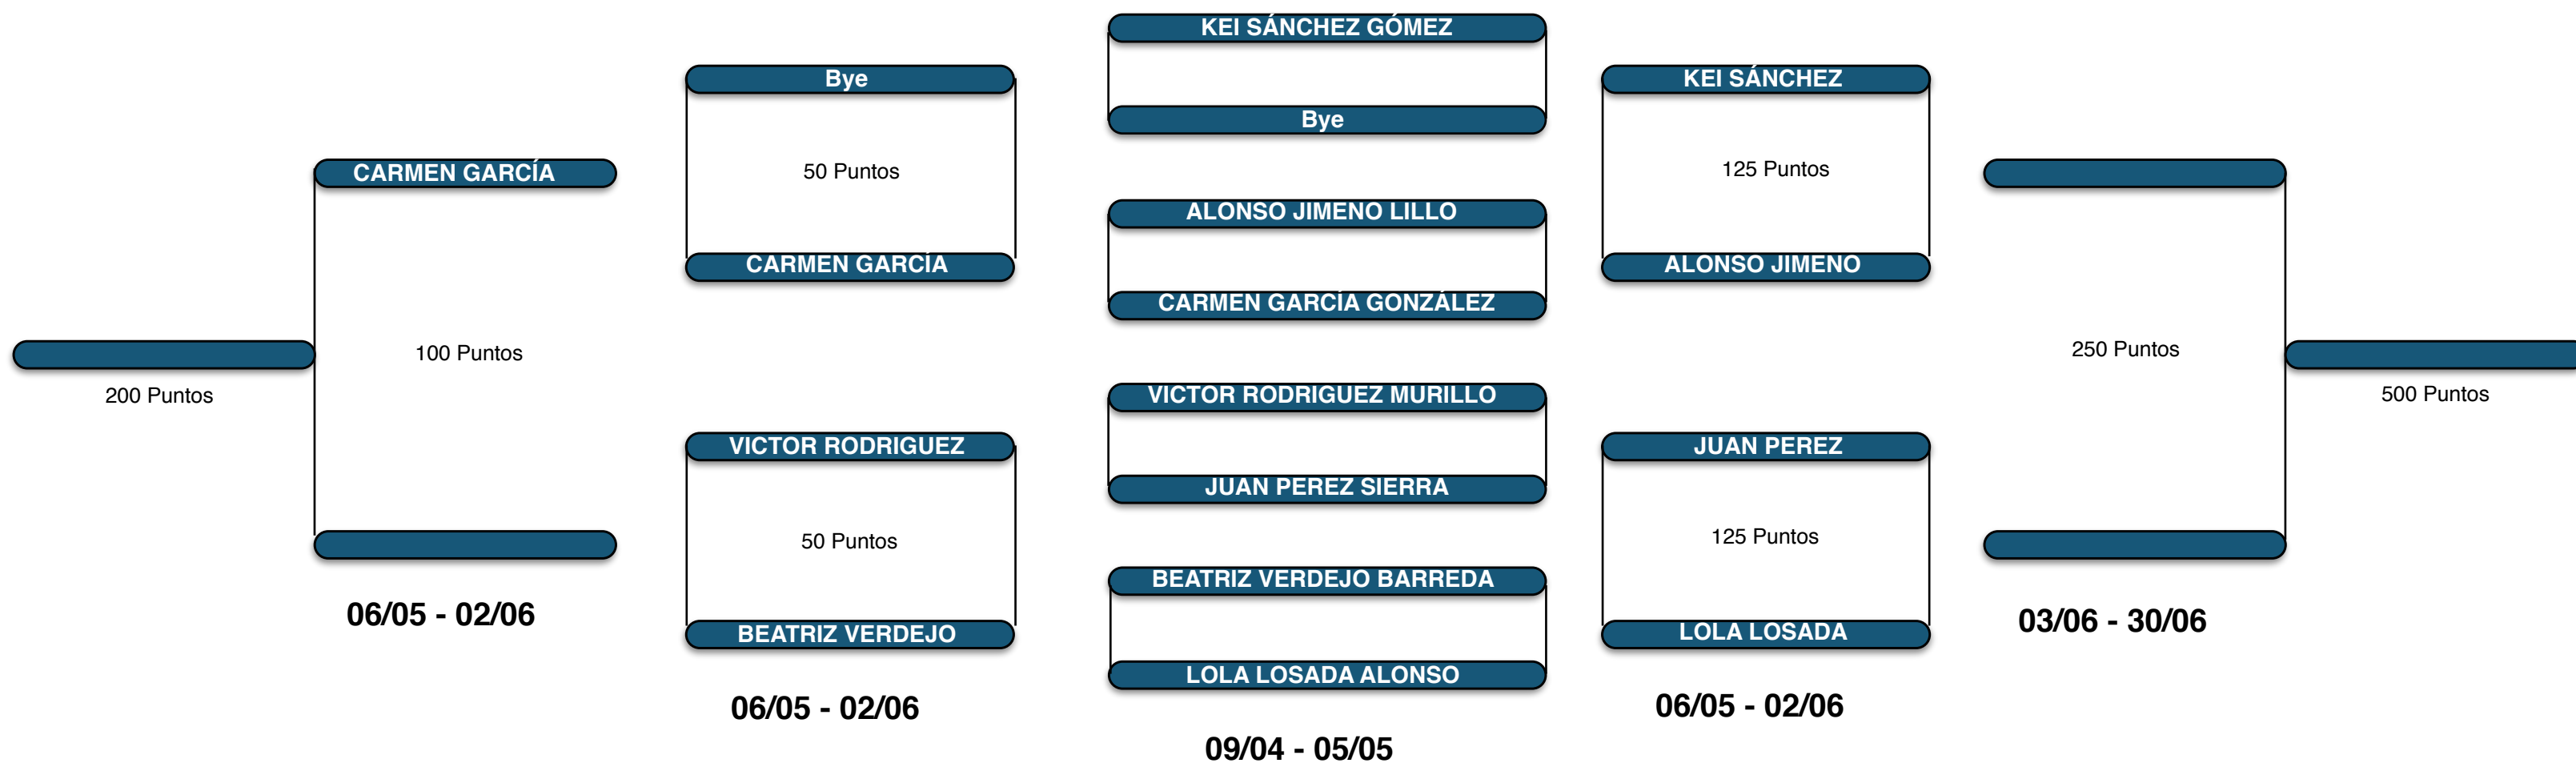 KEI SÁNCHEZ GÓMEZ
Bye
KEI SÁNCHEZ
Bye
CARMEN GARCÍA
50 Puntos
125 Puntos
ALONSO JIMENO LILLO
CARMEN GARCÍA
ALONSO JIMENO
CARMEN GARCÍA GONZÁLEZ
100 Puntos
250 Puntos
200 Puntos
VICTOR RODRIGUEZ MURILLO
500 Puntos
VICTOR RODRIGUEZ
JUAN PEREZ
JUAN PEREZ SIERRA
50 Puntos
125 Puntos
BEATRIZ VERDEJO BARREDA
06/05 - 02/06
03/06 - 30/06
BEATRIZ VERDEJO
LOLA LOSADA
LOLA LOSADA ALONSO
06/05 - 02/06
06/05 - 02/06
09/04 - 05/05